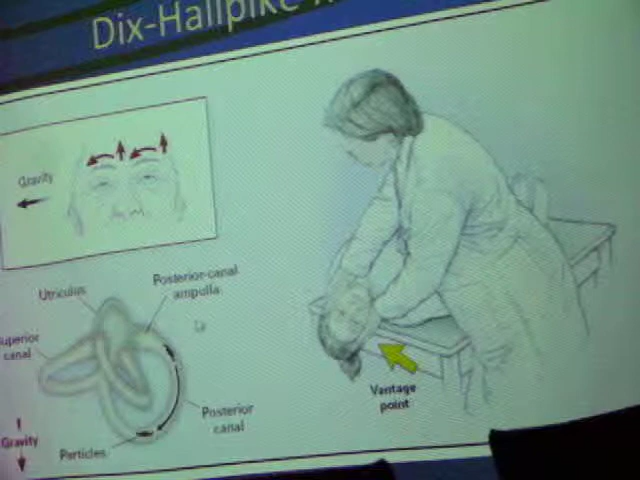 Dix-Hallpike
Gravity
Utriculus
Posterior-canal
ampulla
Superior
canal
Posterior
canal
Gravity
Particles
Vantage
point